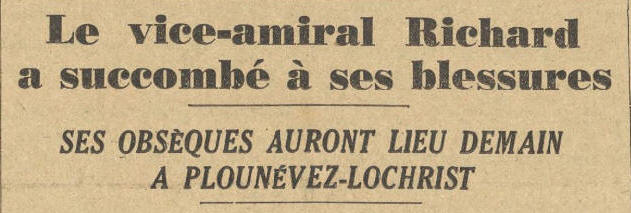 Le vice-amiral Richard
a succombé à ses blessures
SES OBSÈQUES AURONT LIEU DEMAIN
A PLOUNÉVEZ-LOCHRIST